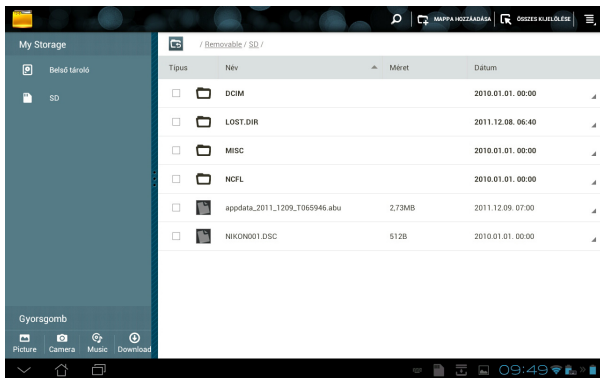 MAPPA HOZZÁADÁSA
ÖSSZES KIJELÖLÉSE
My Storage
/ Removable / SD /
Belső tároló
SD
Típus Név Méret Dátum
DCIM 2010.01.01. 00:00
LOST.DIR 2011.12.08. 06:40
MISC 2010.01.01. 00:00
NCFL 2010.01.01. 00:00
appdata_2011_1209_T065946.abu 2,73MB 2011.12.09. 07:00
NIKON001.DSC 512B 2010.01.01. 00:00
Gyorsgomb
Picture Camera Music Download
09:49